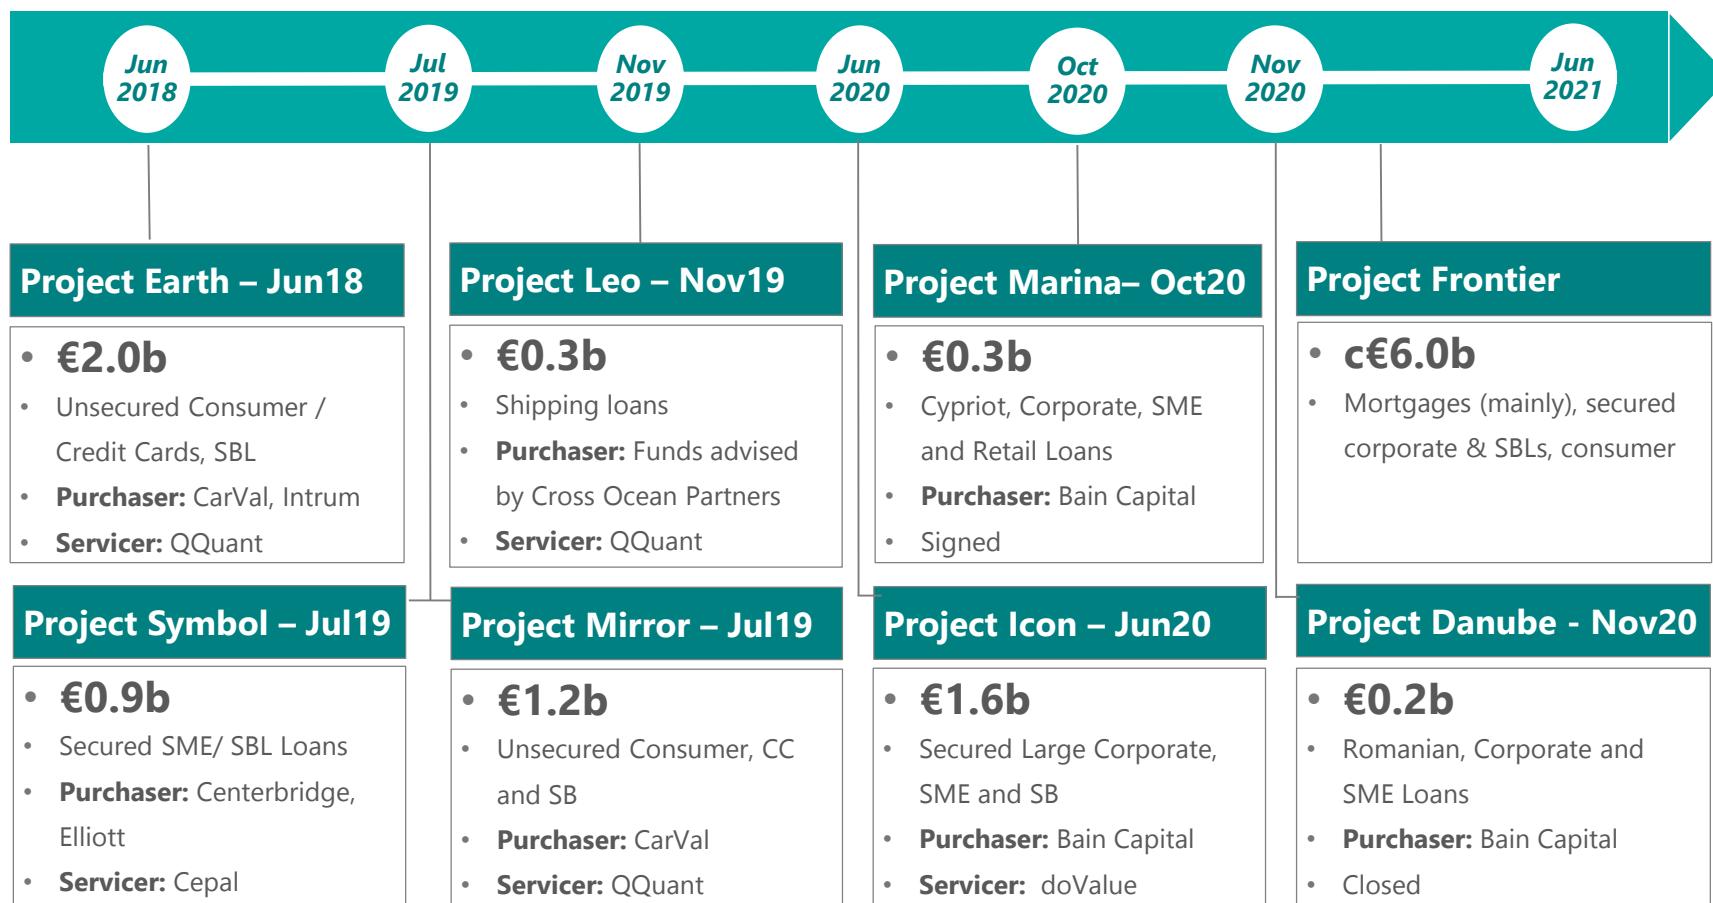 Jun
2018
Jul
2019
Nov
2019
Jun
2020
Oct
2020
Nov
2020
Jun
2021
Project Earth – Jun18
• €2.0b
• Unsecured Consumer /
Credit Cards, SBL
• Purchaser: CarVal, Intrum
• Servicer: QQuant
Project Leo – Nov19
• €0.3b
• Shipping loans
• Purchaser: Funds advised
by Cross Ocean Partners
• Servicer: QQuant
Project Marina– Oct20
• €0.3b
• Cypriot, Corporate, SME
and Retail Loans
• Purchaser: Bain Capital
• Signed
Project Frontier
• c€6.0b
• Mortgages (mainly), secured
corporate & SBLs, consumer
Project Symbol – Jul19
• €0.9b
• Secured SME/ SBL Loans
• Purchaser: Centerbridge,
Elliott
• Servicer: Cepal
Project Mirror – Jul19
• €1.2b
• Unsecured Consumer, CC
and SB
• Purchaser: CarVal
• Servicer: QQuant
Project Icon – Jun20
• €1.6b
• Secured Large Corporate,
SME and SB
• Purchaser: Bain Capital
• Servicer: doValue
Project Danube - Nov20
• €0.2b
• Romanian, Corporate and
SME Loans
• Purchaser: Bain Capital
• Closed